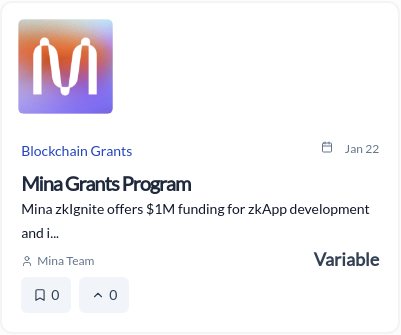 Blockchain Grants
Jan 22
Mina Grants Program
Mina zkIgnite offers $1M funding for zkApp development
and i...
Mina Team
Variable
0
0